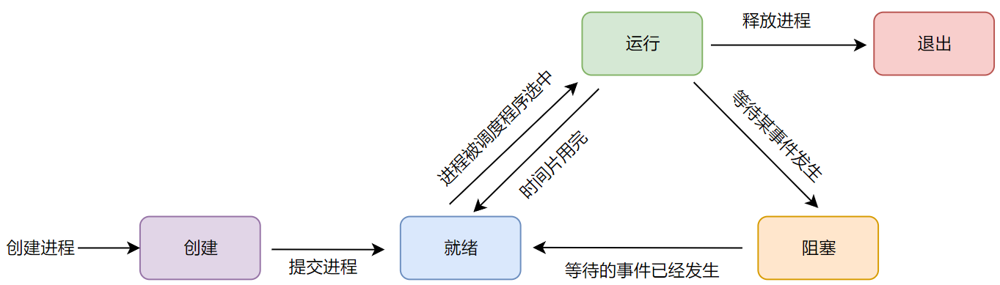 释放进程
运行
退出
进程被调度程序选中
时间片用完
等待某事件发生
创建进程
创建
提交进程
就绪
等待的事件已经发生
阻塞